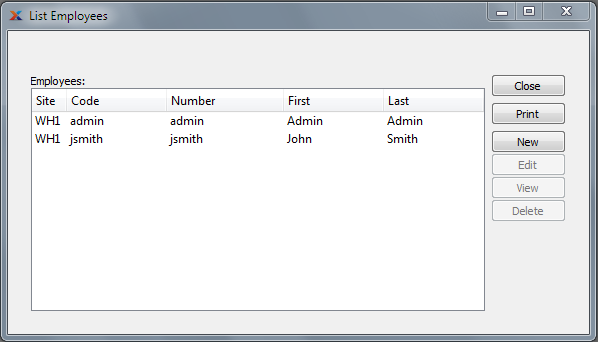 List Employees
Employees:
Site Code Number First Last
WH1 admin admin Admin Admin
WH1 jsmith jsmith John Smith
Close
Print
New
Edit
View
Delete